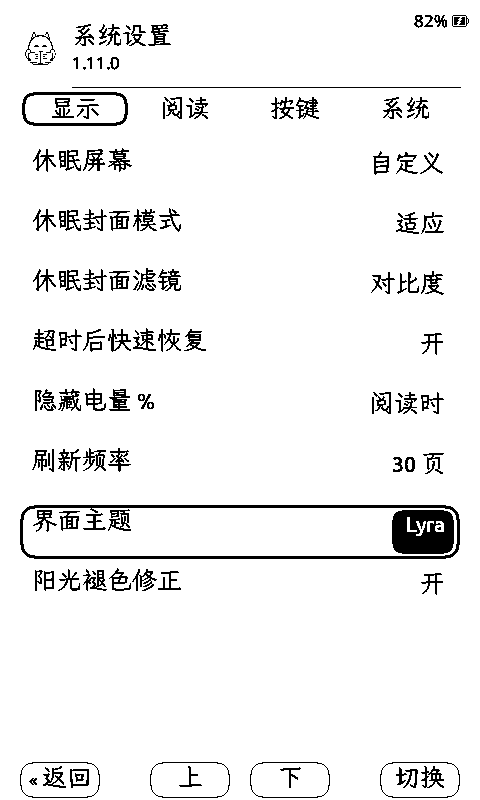 82%
系统设置
1.11.0
显示 阅读 按键 系统
休眠屏幕 自定义
休眠封面模式 适应
休眠封面滤镜 对比度
超时后快速恢复 开
隐藏电量 % 阅读时
刷新频率 30 页
界面主题 Lyra
阳光褪色修正 开
« 返回 上 下 切换